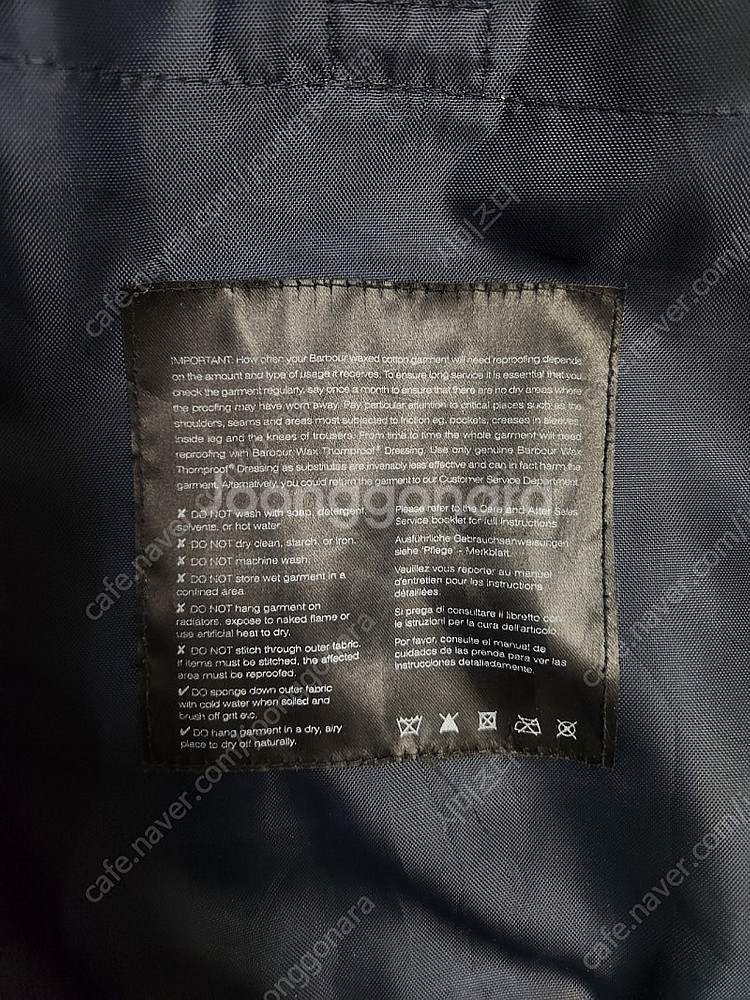 IMPORTANT: How often your Barbour waxed cotton garment will need reproofing depends
on the amount and type of usage it receives. To ensure long service it is essential that you
check the garment regularly, say once a month to ensure that there are no dry areas where
the proofing may have worn away. Pay particular attention to critical places such as the
shoulders, seams and areas most subjected to friction eg. pockets, creases in sleeves,
inside leg and the knees of trousers. From time to time the whole garment will need
reproofing with Barbour Wax Thornproof® Dressing. Use only genuine Barbour Wax
Thornproof® Dressing as substitutes are invariably less effective and can in fact harm the
garment. Alternatively, you could return the garment to our Customer Service Department.
✘ DO NOT wash with soap, detergent,
solvents, or hot water.
✘ DO NOT dry clean, starch, or iron.
✘ DO NOT machine wash.
✘ DO NOT store wet garment in a
confined area.
✘ DO NOT hang garment on
radiators, expose to naked flame or
use artificial heat to dry.
✘ DO NOT stitch through outer fabric.
If items must be stitched, the affected
area must be reproofed.
✔ DO sponge down outer fabric
with cold water when soiled and
brush off grit etc.
✔ DO hang garment in a dry, airy
place to dry off naturally.
Please refer to the Care and After Sales
Service booklet for full instructions
Ausführliche Gebrauchsanweisungen
siehe 'Pflege' - Merkblatt.
Veuillez vous reporter au manuel
d'entretien pour les instructions
détaillées.
Si prega di consultare il libretto con
le istruzioni per la cura dell'articolo.
Por favor, consulte el manual de
cuidados de las prenda para ver las
instrucciones detaliadamente.
Joonggonara
cafe.naver.com/joonggonara
시비즈더